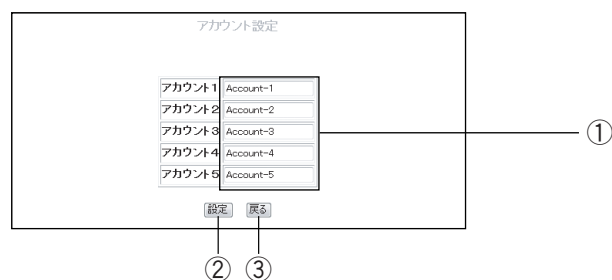 アカウント設定
アカウント1 Account-1
アカウント2 Account-2
アカウント3 Account-3
アカウント4 Account-4
アカウント5 Account-5
①
設定 戻る
② ③